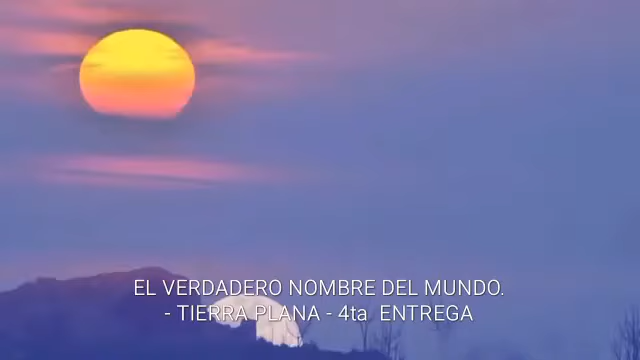 EL VERDADERO NOMBRE DEL MUNDO.
- TIERRA PLANA - 4ta ENTREGA